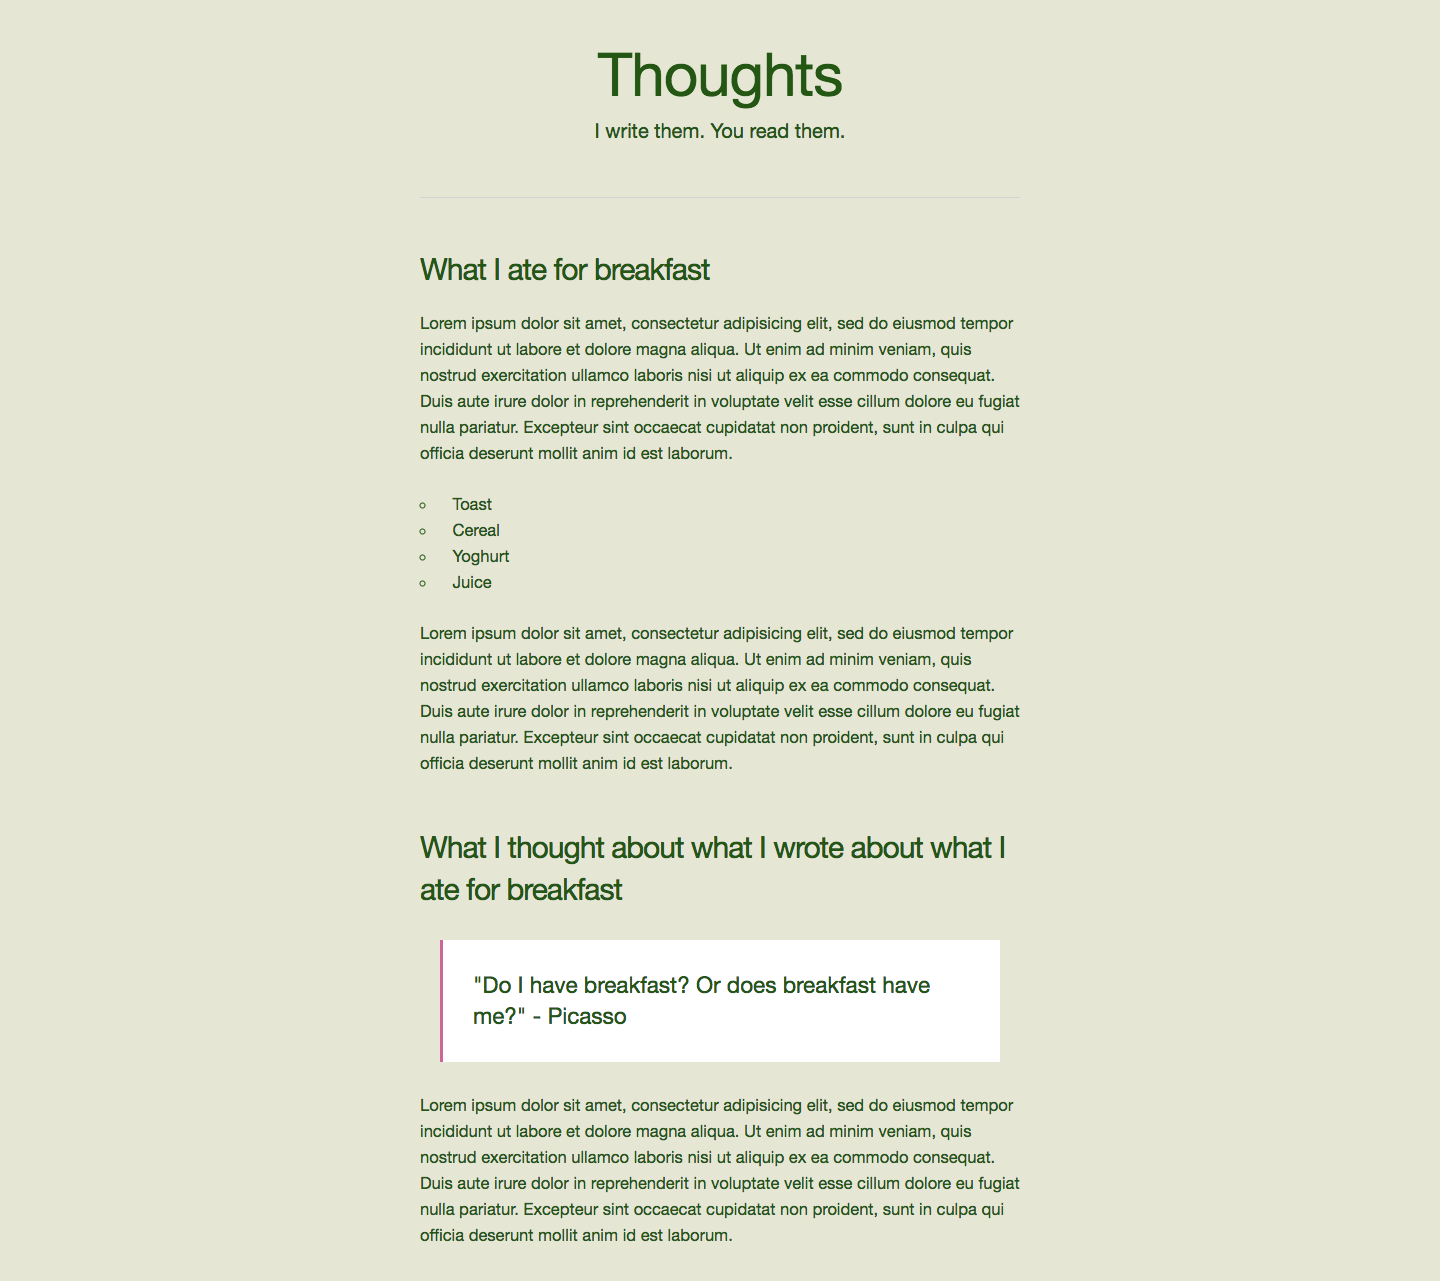 Thoughts
I write them. You read them.
What I ate for breakfast
Lorem ipsum dolor sit amet, consectetur adipisicing elit, sed do eiusmod tempor
incididunt ut labore et dolore magna aliqua. Ut enim ad minim veniam, quis
nostrud exercitation ullamco laboris nisi ut aliquip ex ea commodo consequat.
Duis aute irure dolor in reprehenderit in voluptate velit esse cillum dolore eu fugiat
nulla pariatur. Excepteur sint occaecat cupidatat non proident, sunt in culpa qui
officia deserunt mollit anim id est laborum.
Toast
Cereal
Yoghurt
Juice
Lorem ipsum dolor sit amet, consectetur adipisicing elit, sed do eiusmod tempor
incididunt ut labore et dolore magna aliqua. Ut enim ad minim veniam, quis
nostrud exercitation ullamco laboris nisi ut aliquip ex ea commodo consequat.
Duis aute irure dolor in reprehenderit in voluptate velit esse cillum dolore eu fugiat
nulla pariatur. Excepteur sint occaecat cupidatat non proident, sunt in culpa qui
officia deserunt mollit anim id est laborum.
What I thought about what I wrote about what I
ate for breakfast
"Do I have breakfast? Or does breakfast have
me?" - Picasso
Lorem ipsum dolor sit amet, consectetur adipisicing elit, sed do eiusmod tempor
incididunt ut labore et dolore magna aliqua. Ut enim ad minim veniam, quis
nostrud exercitation ullamco laboris nisi ut aliquip ex ea commodo consequat.
Duis aute irure dolor in reprehenderit in voluptate velit esse cillum dolore eu fugiat
nulla pariatur. Excepteur sint occaecat cupidatat non proident, sunt in culpa qui
officia deserunt mollit anim id est laborum.